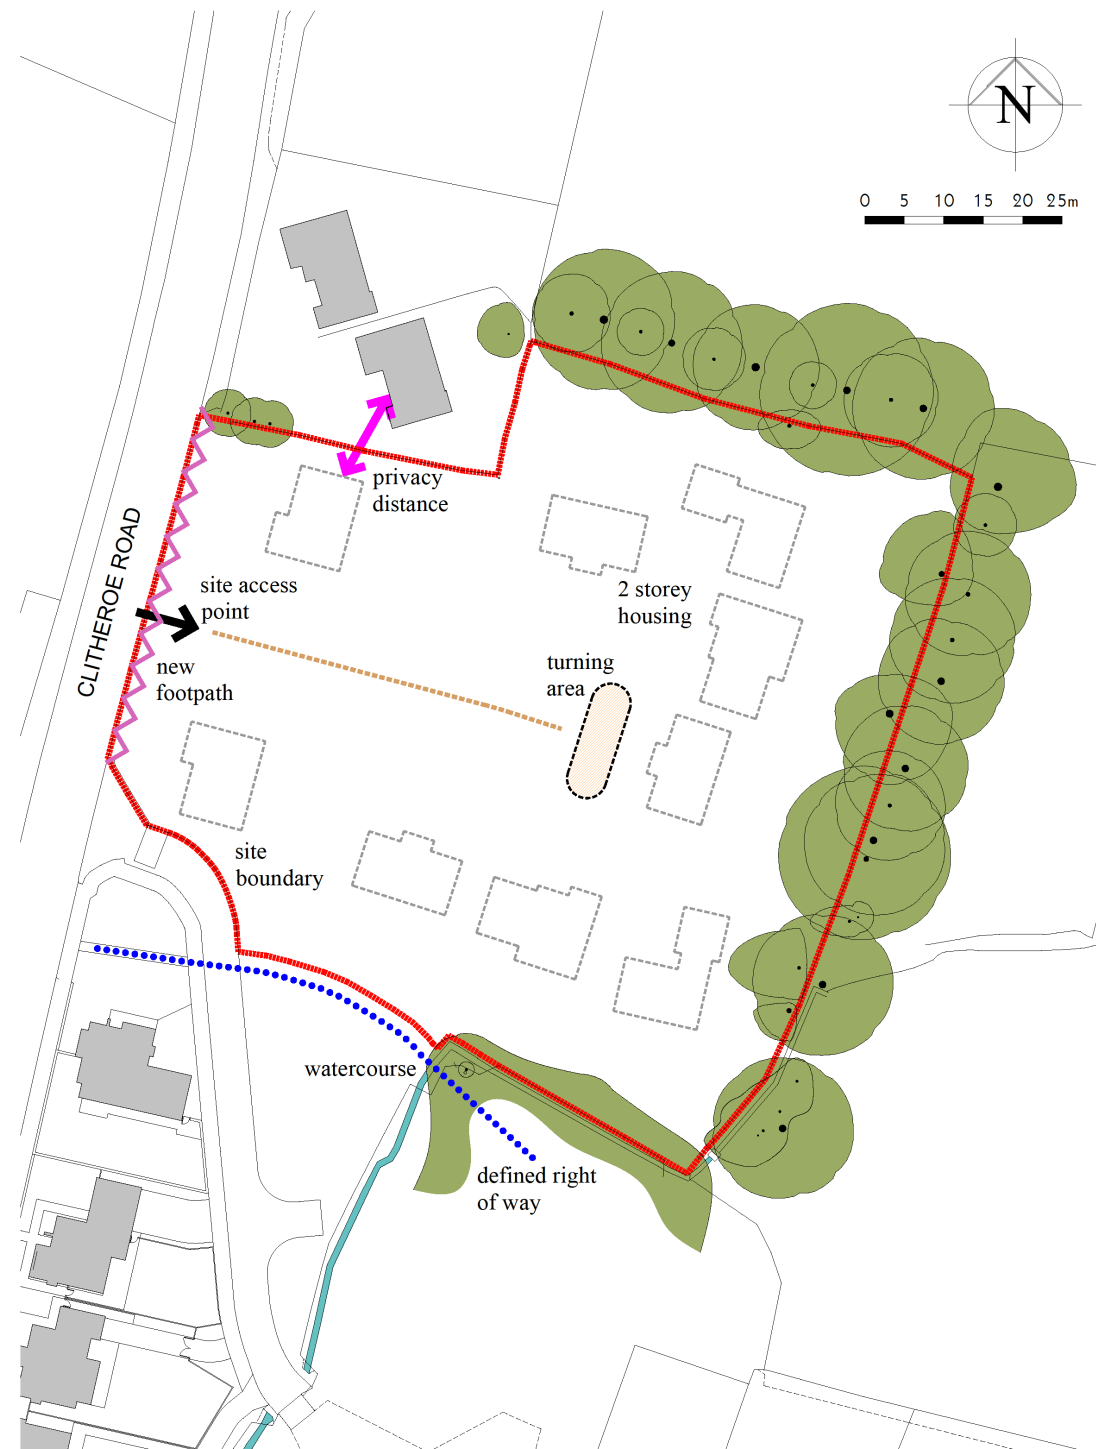 N
0 5 10 15 20 25m
privacy
distance
CLITHEROE ROAD
site access
point
2 storey
housing
new
footpath
turning
area
site
boundary
watercourse
defined right
of way